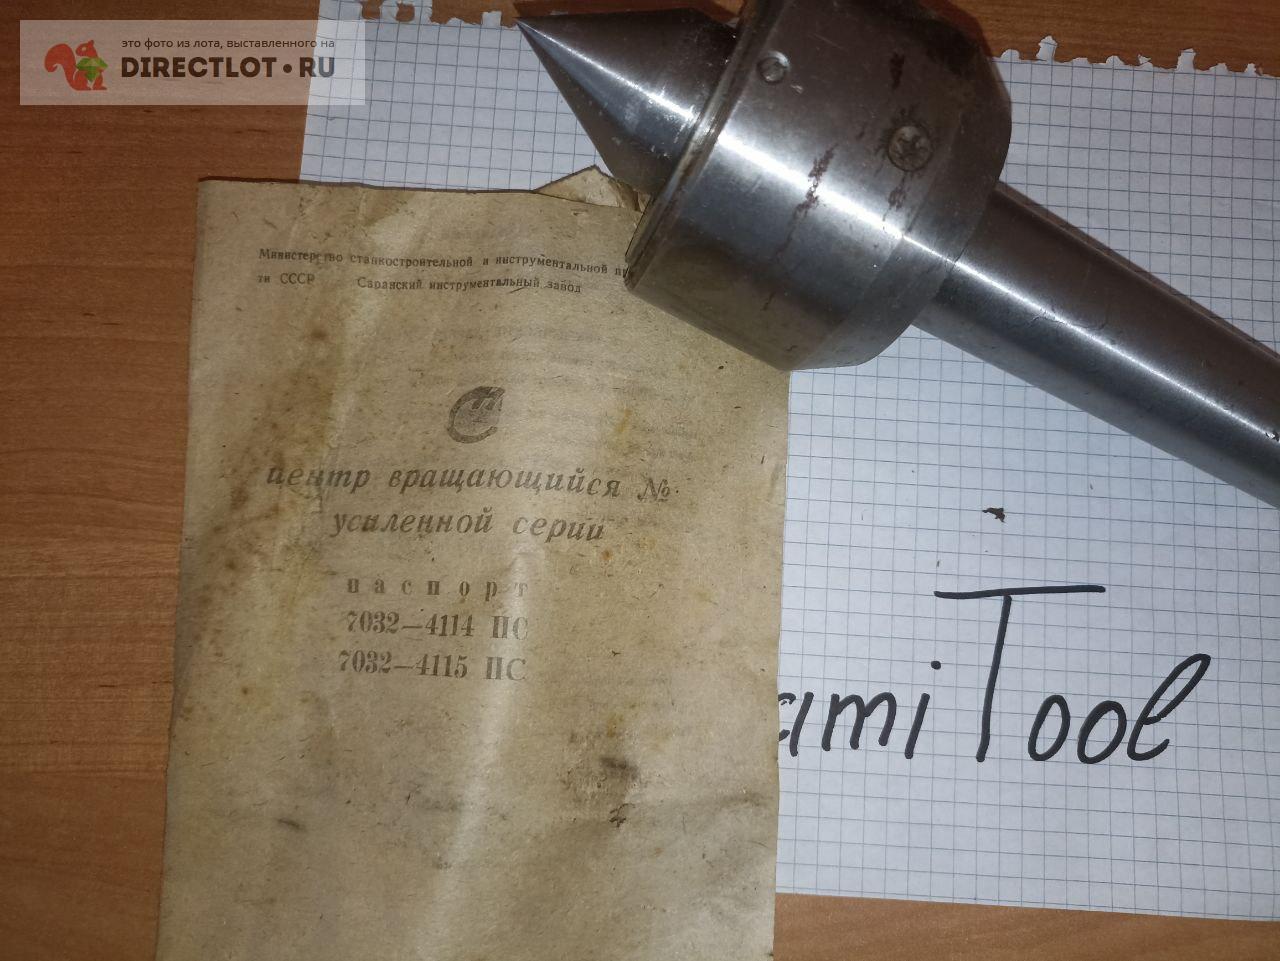 это фото из лота, выставленного на
DIRECTLOT.RU
Министерство станкостроительной и инструментальной
ти СССР Саранский инструментальный завод
центр вращающийся №
усиленной серии
паспорт
7032—4114 ПС
7032—4115 ПС
amiTool